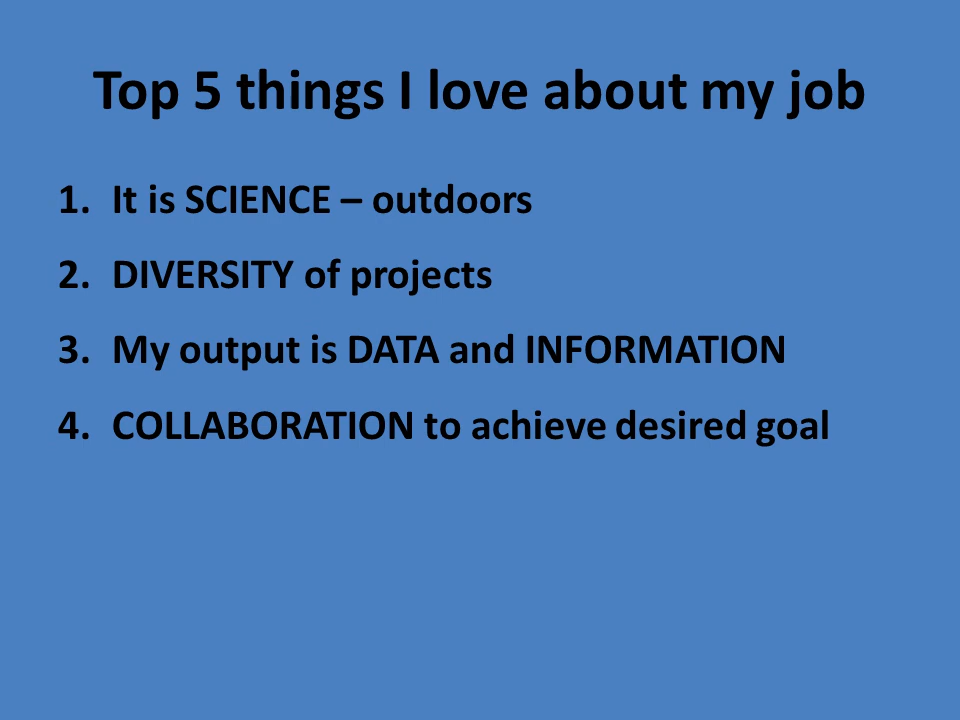 Top 5 things I love about my job
1. It is SCIENCE – outdoors
2. DIVERSITY of projects
3. My output is DATA and INFORMATION
4. COLLABORATION to achieve desired goal